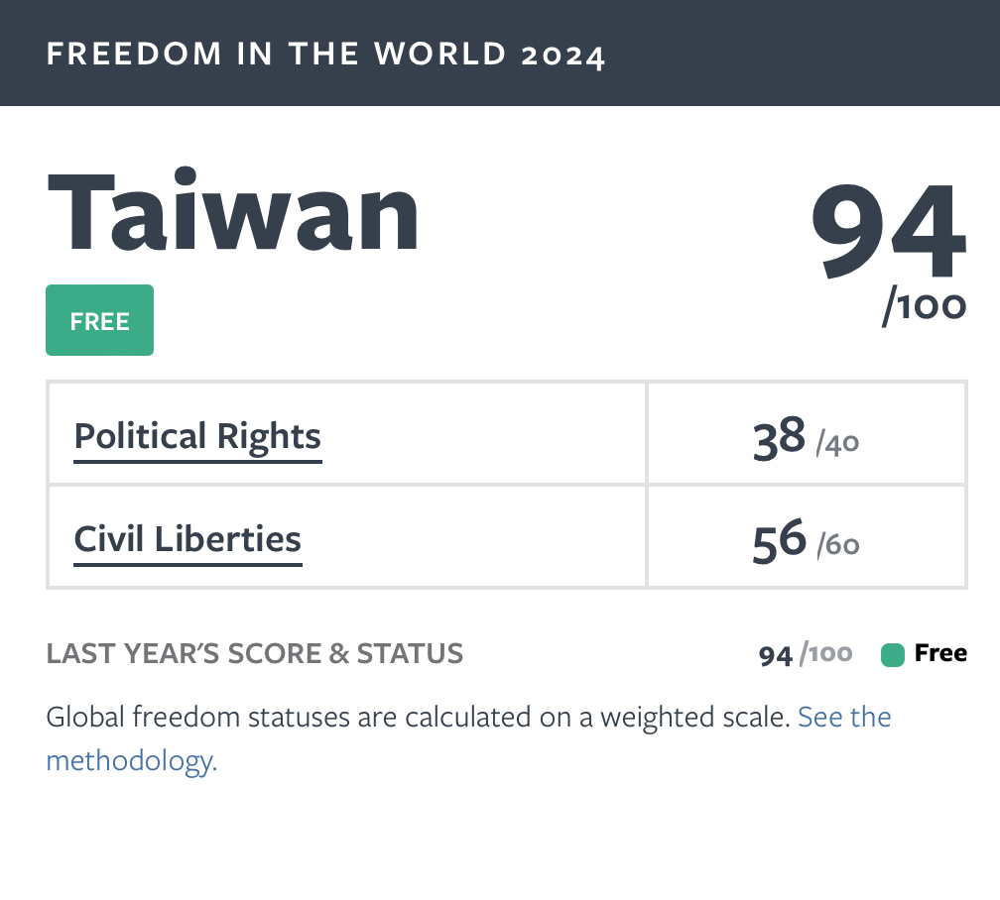 FREEDOM IN THE WORLD 2024
Taiwan
94
/100
FREE
Political Rights 38 /40
Civil Liberties 56 /60
LAST YEAR'S SCORE & STATUS 94 /100 Free
Global freedom statuses are calculated on a weighted scale. See the
methodology.